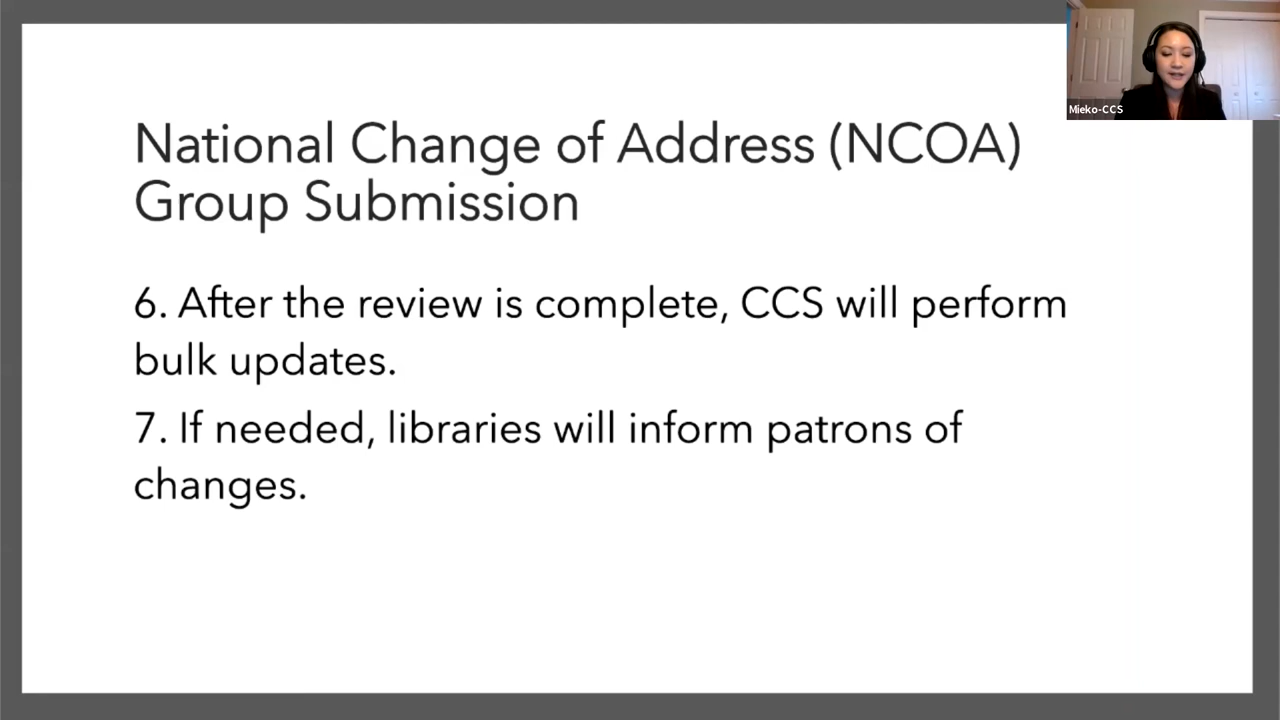 Mieko-CCS
National Change of Address (NCOA)
Group Submission
6. After the review is complete, CCS will perform
bulk updates.
7. If needed, libraries will inform patrons of
changes.